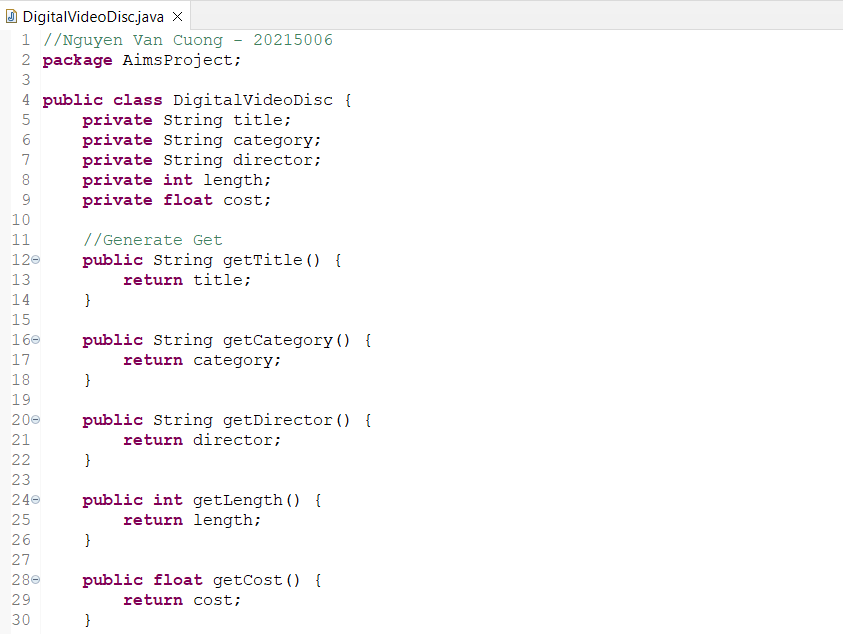 DigitalVideoDisc.java
1 //Nguyen Van Cuong - 20215006
2 package AimsProject;
3
4 public class DigitalVideoDisc {
5     private String title;
6     private String category;
7     private String director;
8     private int length;
9     private float cost;
10
11     //Generate Get
12     public String getTitle() {
13         return title;
14     }
15
16     public String getCategory() {
17         return category;
18     }
19
20     public String getDirector() {
21         return director;
22     }
23
24     public int getLength() {
25         return length;
26     }
27
28     public float getCost() {
29         return cost;
30     }